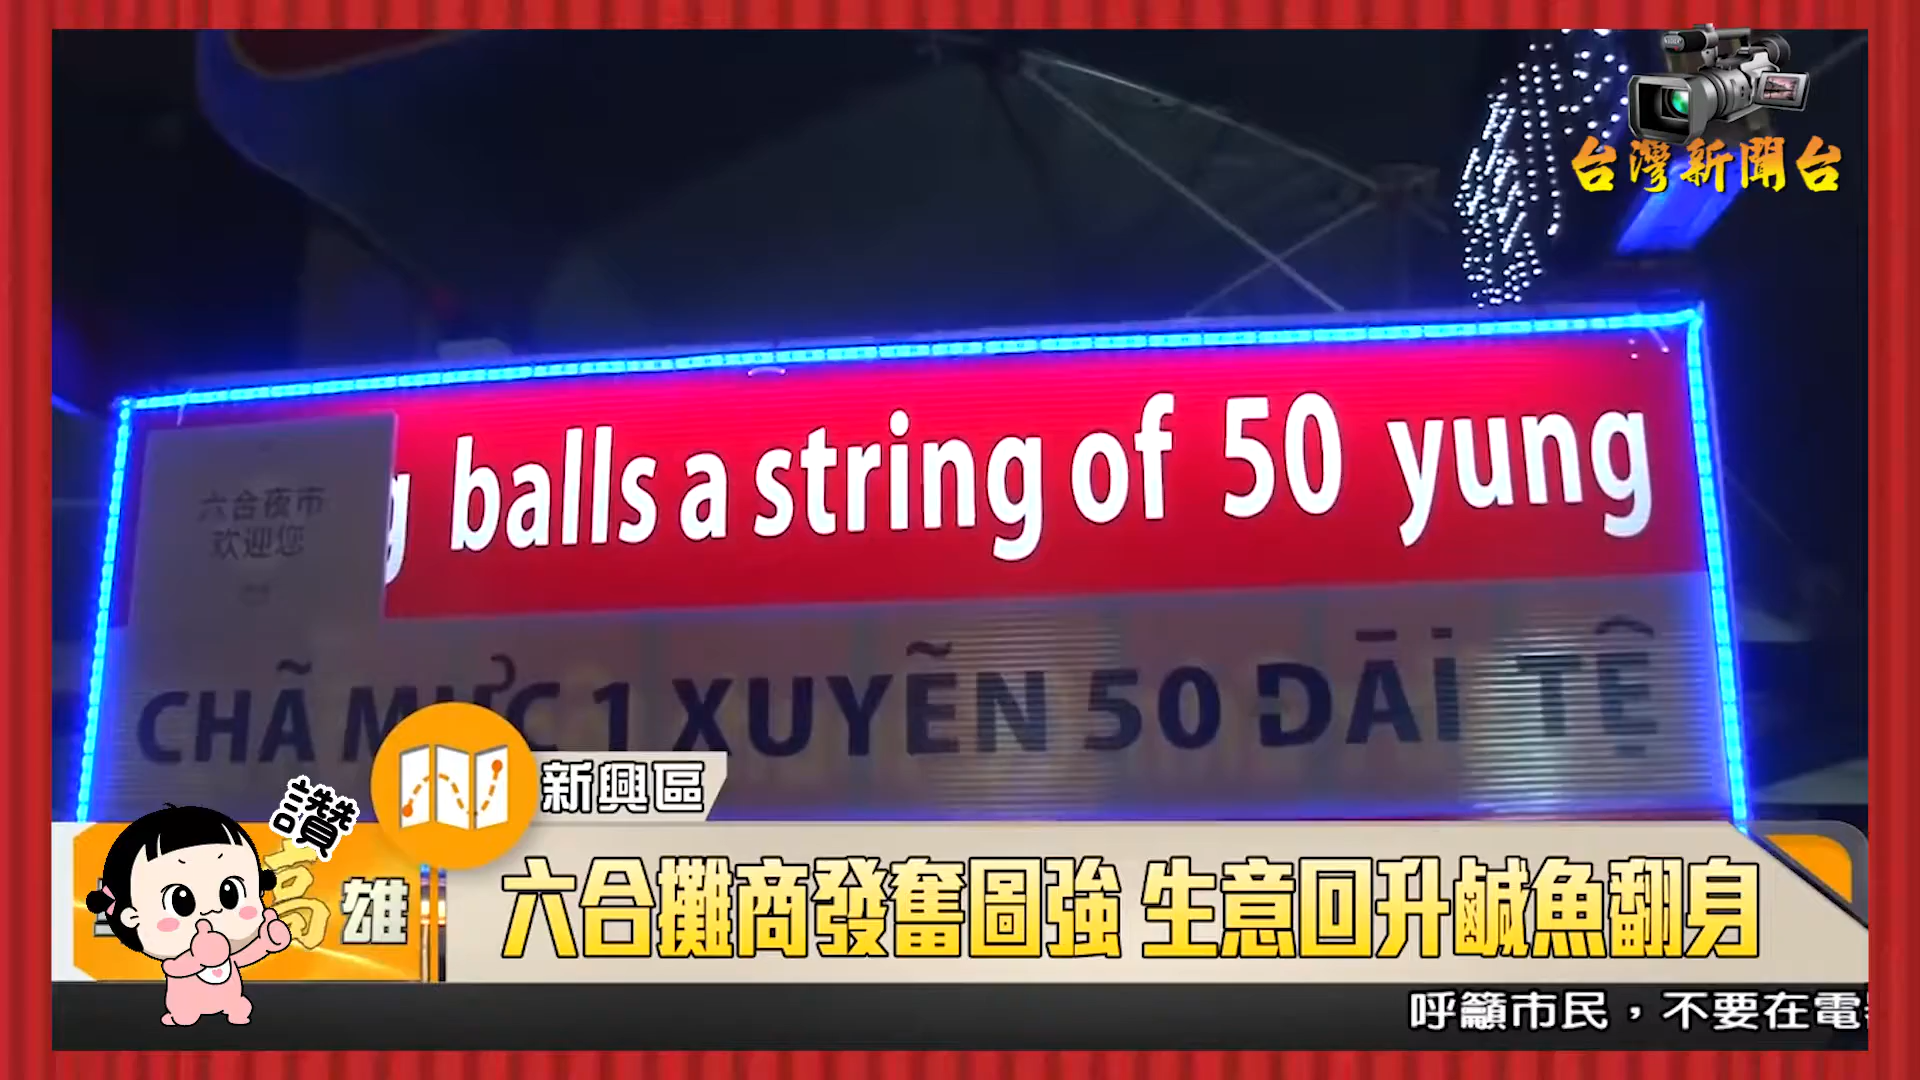 台灣新聞台
g balls a string of 50 yung
六合夜市
欢迎您
CHÃ MỰC 1 XUYẼN 50 ĐÃI TỆ
讚
新興區
高雄
六合攤商發奮圖強 生意回升鹹魚翻身
呼籲市民，不要在電